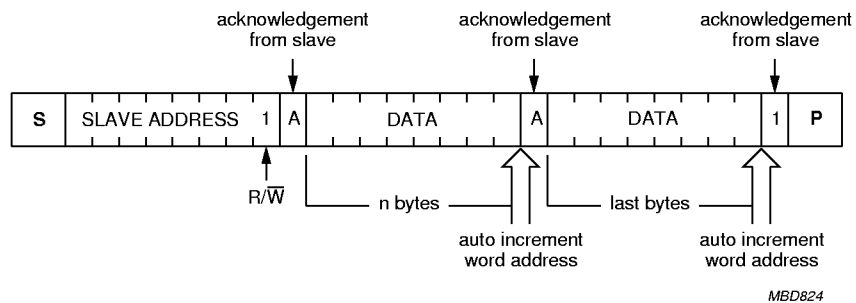 acknowledgement
from slave
acknowledgement
from slave
acknowledgement
from slave
S SLAVE ADDRESS 1 A DATA A DATA 1 P
R/W̅
n bytes
last bytes
auto increment
word address
auto increment
word address
MBD824